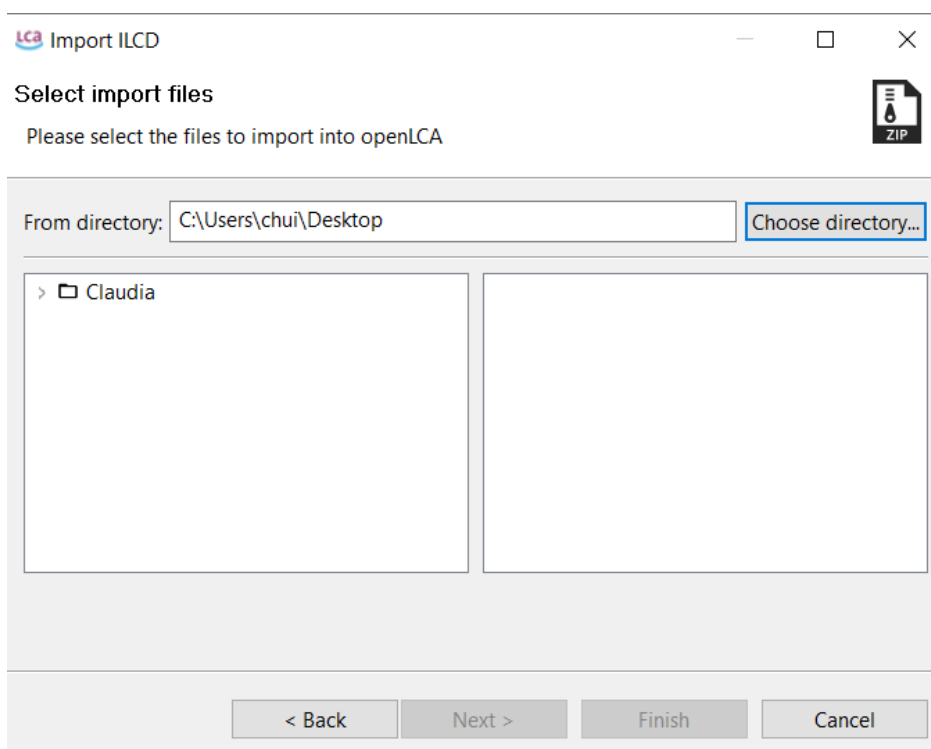 LCa Import ILCD
Select import files
Please select the files to import into openLCA
ZIP
From directory: C:\Users\chui\Desktop Choose directory...
> Claudia
< Back Next > Finish Cancel